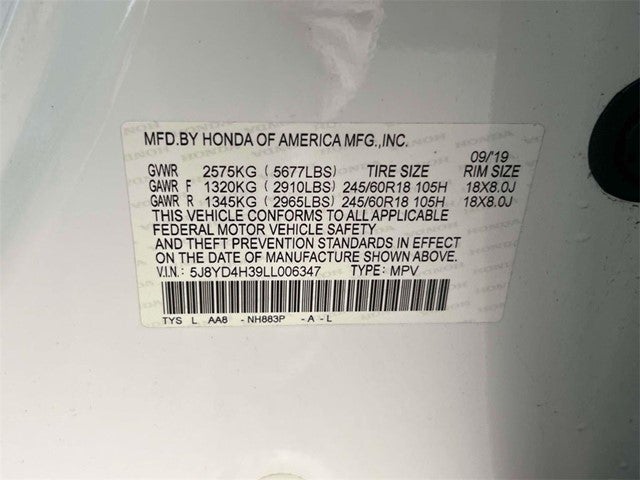 MFD.BY HONDA OF AMERICA MFG.,INC.
09/'19
GVWR 2575KG ( 5677LBS) TIRE SIZE RIM SIZE
GAWR F 1320KG ( 2910LBS) 245/60R18 105H 18X8.0J
GAWR R 1345KG ( 2965LBS) 245/60R18 105H 18X8.0J
THIS VEHICLE CONFORMS TO ALL APPLICABLE
FEDERAL MOTOR VEHICLE SAFETY
AND THEFT PREVENTION STANDARDS IN EFFECT
ON THE DATE OF MANUFACTURE SHOWN ABOVE.
V.I.N.: 5J8YD4H39LL006347 TYPE: MPV
TYS L AA8 - NH883P - A - L